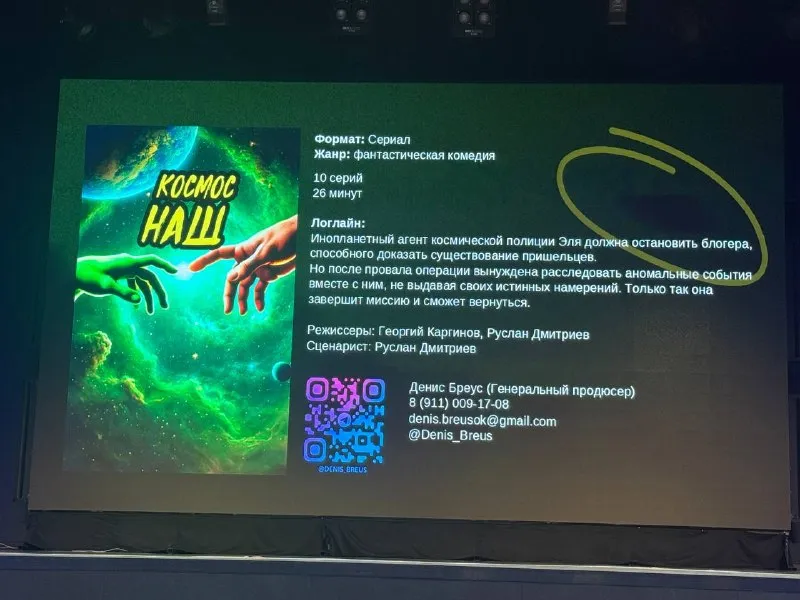 КОСМОС
НАШ
Формат: Сериал
Жанр: фантастическая комедия
10 серий
26 минут
Логлайн:
Инопланетный агент космической полиции Эля должна остановить блогера,
способного доказать существование пришельцев.
Но после провала операции вынуждена расследовать аномальные события
вместе с ним, не выдавая своих истинных намерений. Только так она
завершит миссию и сможет вернуться.
Режиссеры: Георгий Каргинов, Руслан Дмитриев
Сценарист: Руслан Дмитриев
Денис Бреус (Генеральный продюсер)
8 (911) 009-17-08
denis.breusok@gmail.com
@Denis_Breus
@DENIS_BREUS